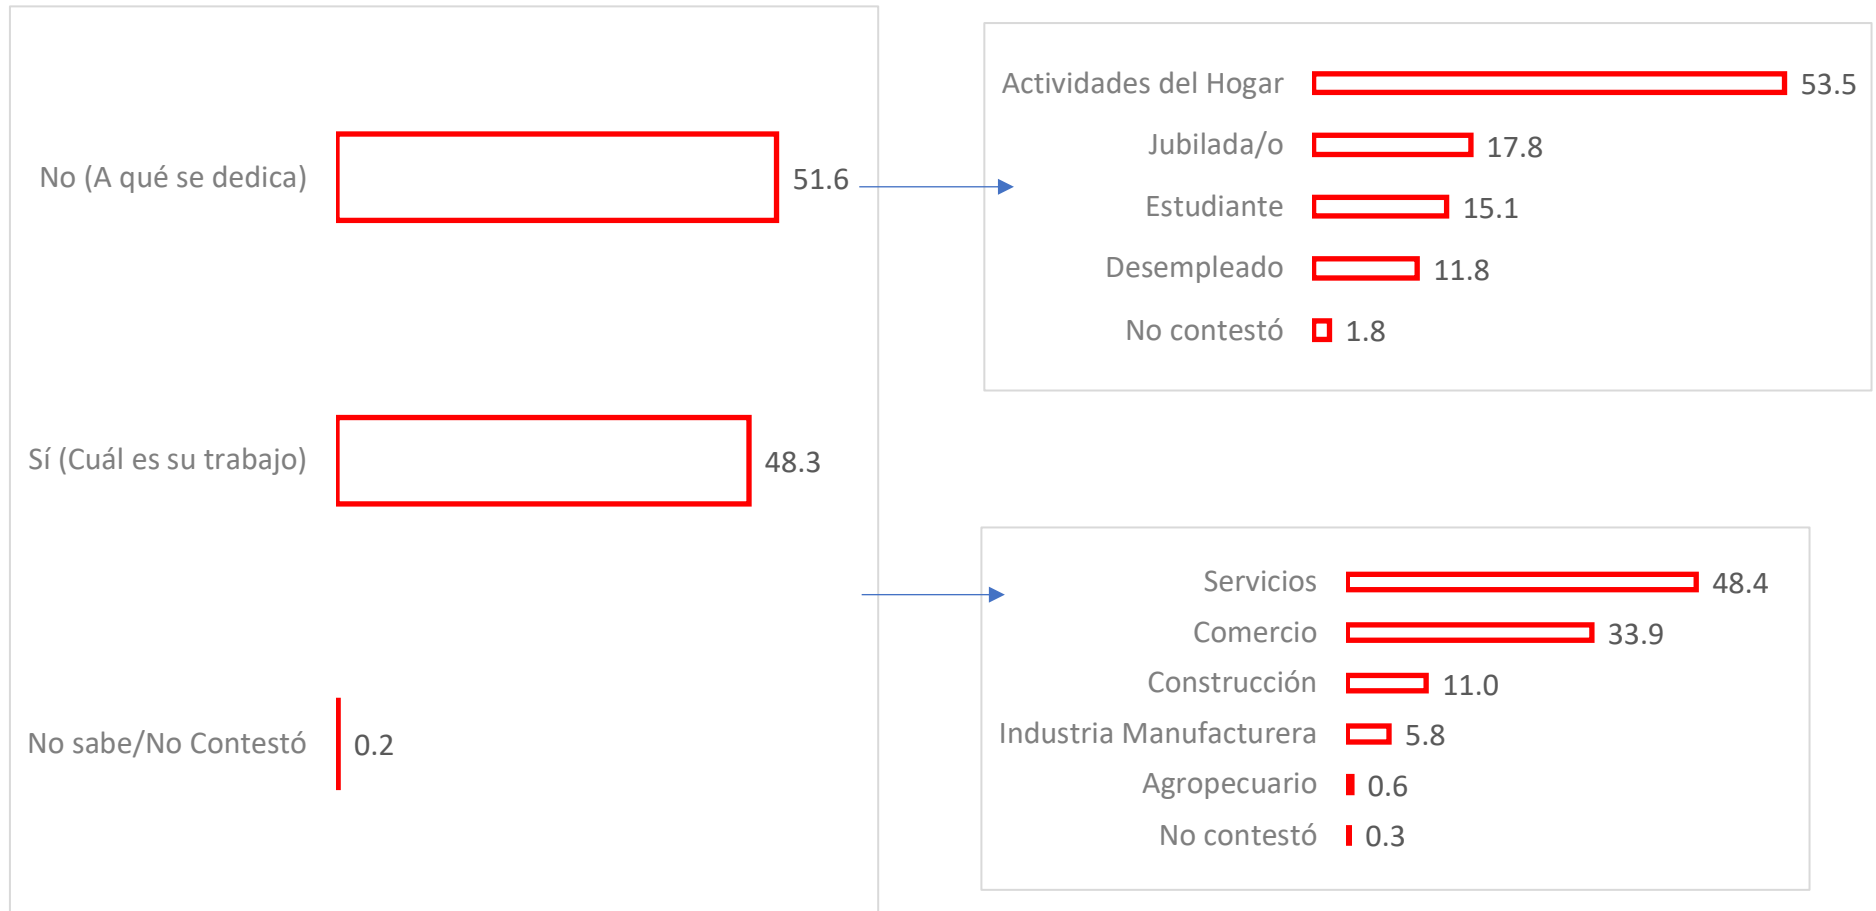 No (A qué se dedica) 51.6
Sí (Cuál es su trabajo) 48.3
No sabe/No Contestó 0.2
Actividades del Hogar 53.5
Jubilada/o 17.8
Estudiante 15.1
Desempleado 11.8
No contestó 1.8
Servicios 48.4
Comercio 33.9
Construcción 11.0
Industria Manufacturera 5.8
Agropecuario 0.6
No contestó 0.3